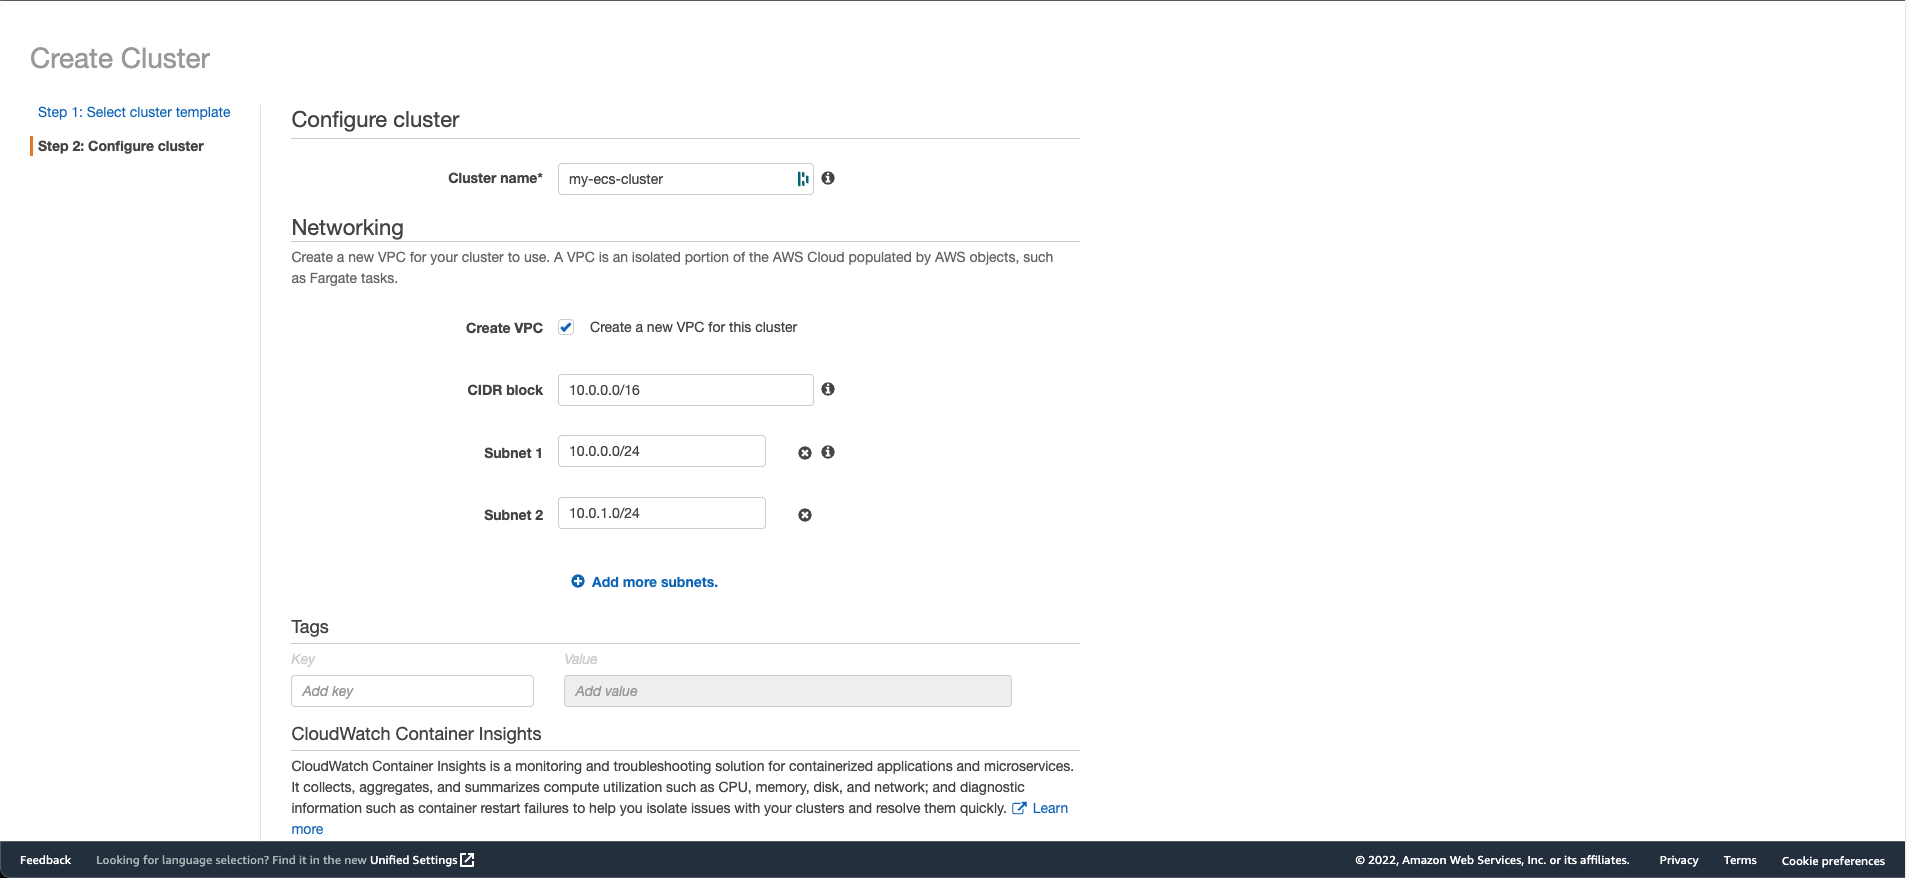 Create Cluster
Step 1: Select cluster template
Step 2: Configure cluster
Configure cluster
Cluster name* my-ecs-cluster
Networking
Create a new VPC for your cluster to use. A VPC is an isolated portion of the AWS Cloud populated by AWS objects, such
as Fargate tasks.
Create VPC Create a new VPC for this cluster
CIDR block 10.0.0.0/16
Subnet 1 10.0.0.0/24
Subnet 2 10.0.1.0/24
Add more subnets.
Tags
Key Value
Add key Add value
CloudWatch Container Insights
CloudWatch Container Insights is a monitoring and troubleshooting solution for containerized applications and microservices.
It collects, aggregates, and summarizes compute utilization such as CPU, memory, disk, and network; and diagnostic
information such as container restart failures to help you isolate issues with your clusters and resolve them quickly. Learn
more
Feedback Looking for language selection? Find it in the new Unified Settings © 2022, Amazon Web Services, Inc. or its affiliates. Privacy Terms Cookie preferences